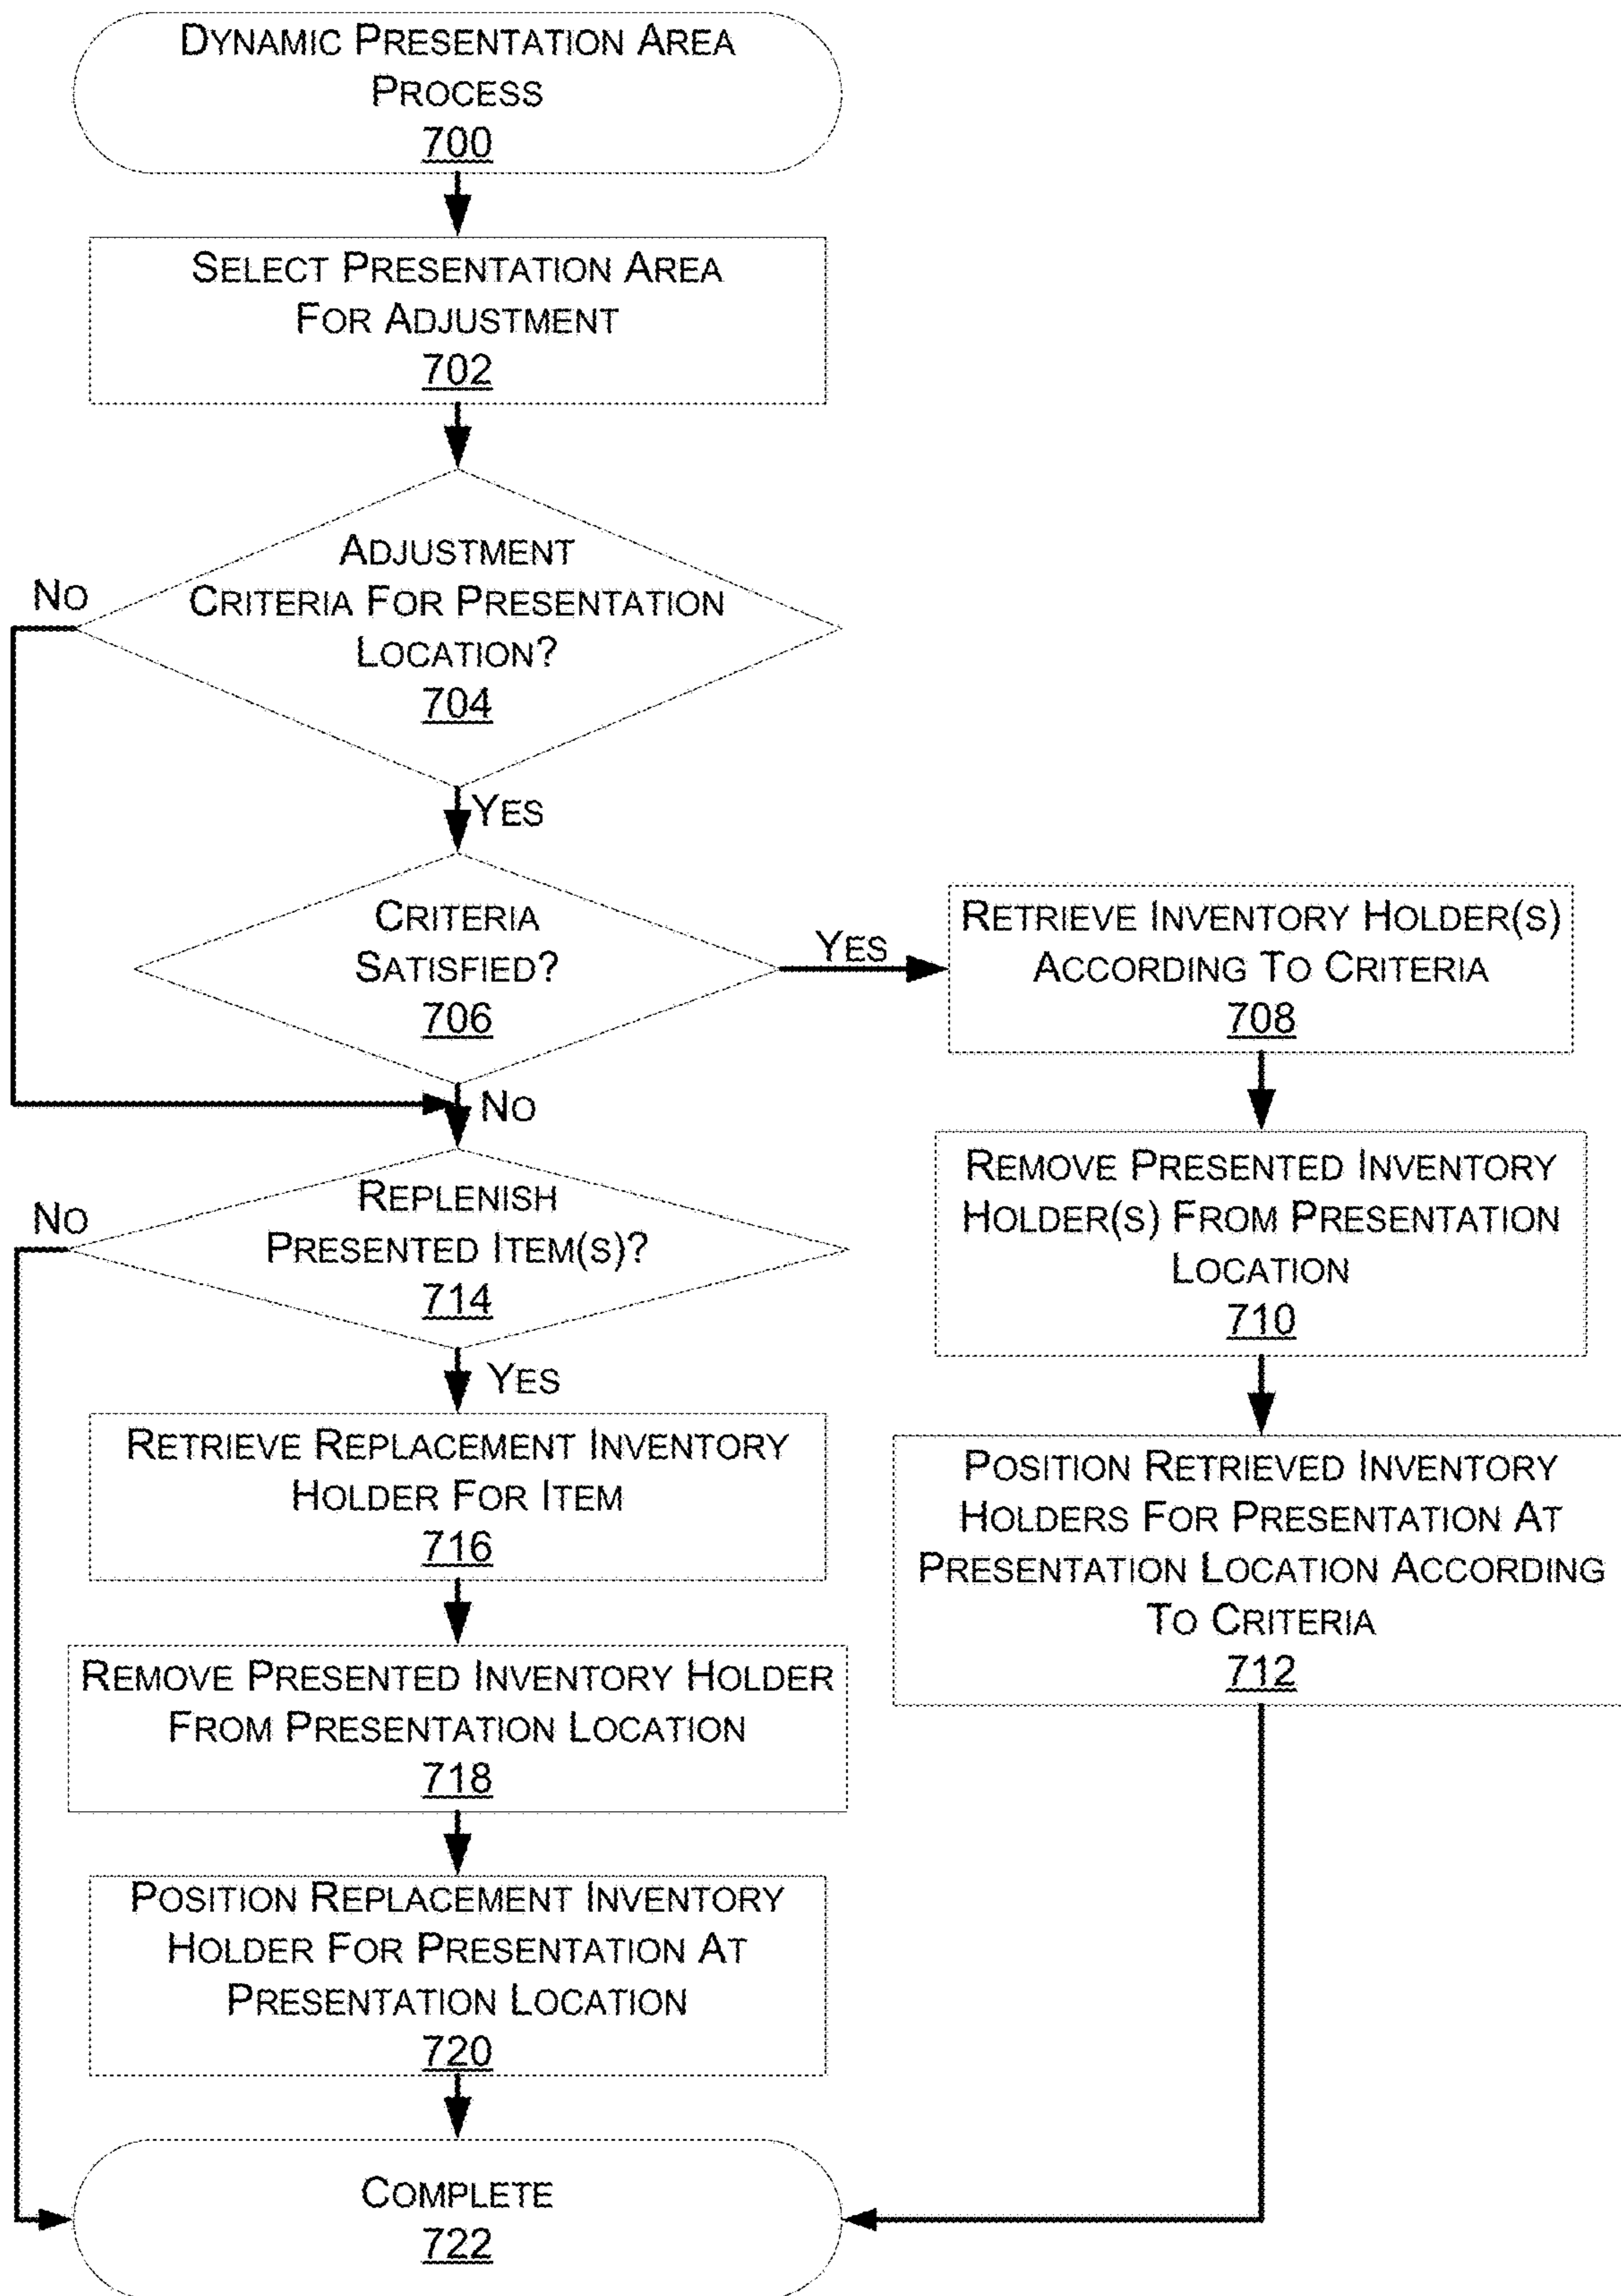 DYNAMIC PRESENTATION AREA
PROCESS
700
SELECT PRESENTATION AREA
FOR ADJUSTMENT
702
ADJUSTMENT
CRITERIA FOR PRESENTATION
LOCATION?
704
NO
YES
CRITERIA
SATISFIED?
706
YES
NO
RETRIEVE INVENTORY HOLDER(S)
ACCORDING TO CRITERIA
708
REMOVE PRESENTED INVENTORY
HOLDER(S) FROM PRESENTATION
LOCATION
710
POSITION RETRIEVED INVENTORY
HOLDERS FOR PRESENTATION AT
PRESENTATION LOCATION ACCORDING
TO CRITERIA
712
REPLENISH
PRESENTED ITEM(S)?
714
NO
YES
RETRIEVE REPLACEMENT INVENTORY
HOLDER FOR ITEM
716
REMOVE PRESENTED INVENTORY HOLDER
FROM PRESENTATION LOCATION
718
POSITION REPLACEMENT INVENTORY
HOLDER FOR PRESENTATION AT
PRESENTATION LOCATION
720
COMPLETE
722